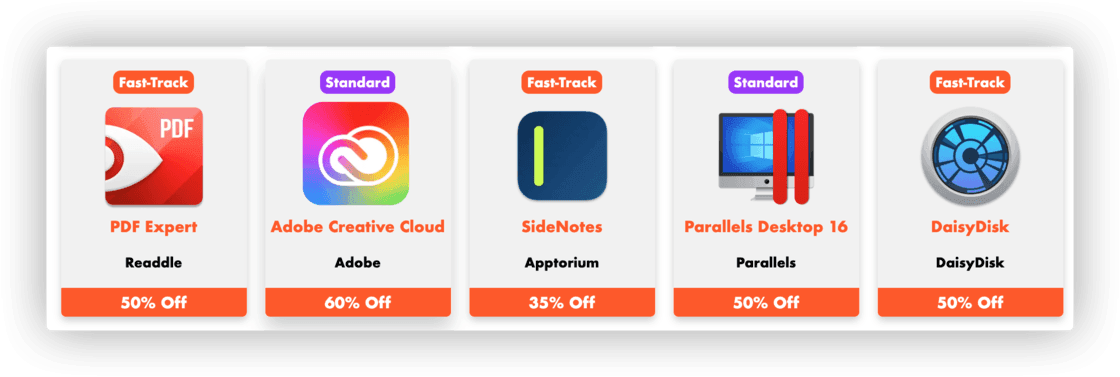 Fast-Track
PDF
PDF Expert
Readdle
50% Off
Standard
Adobe Creative Cloud
Adobe
60% Off
Fast-Track
SideNotes
Apptorium
35% Off
Standard
Parallels Desktop 16
Parallels
50% Off
Fast-Track
DaisyDisk
DaisyDisk
50% Off